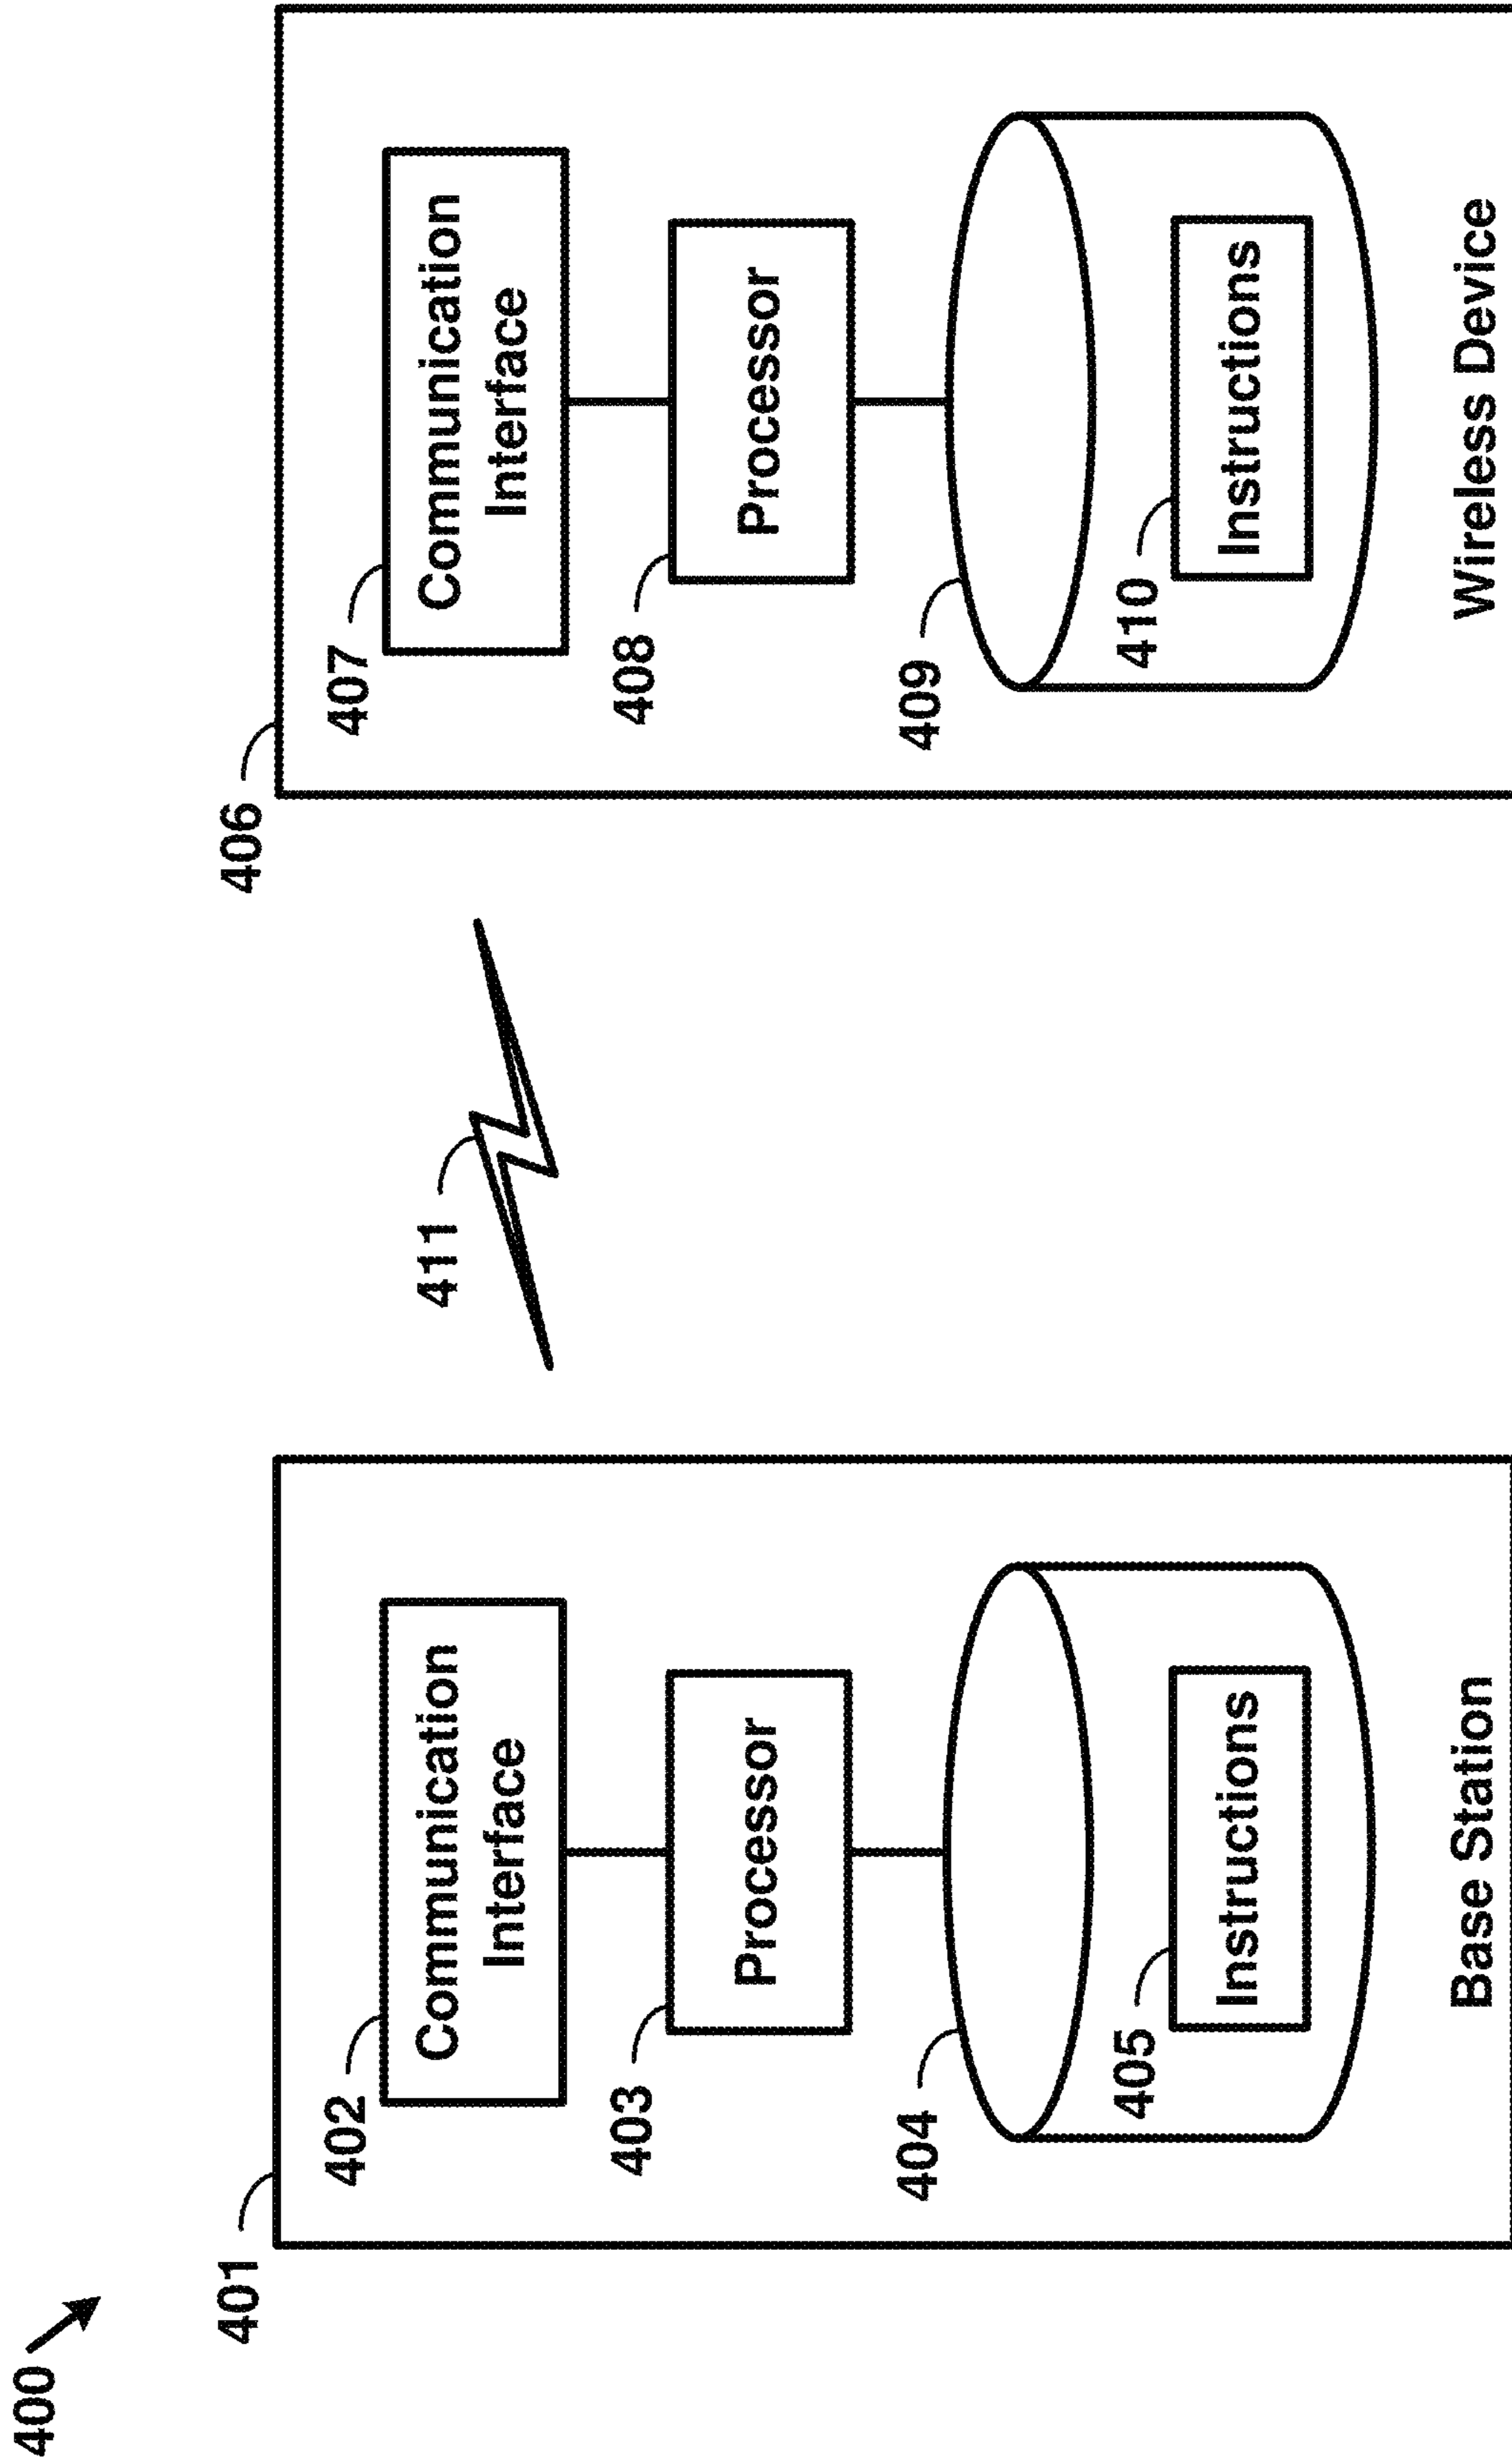 400
401
402
Communication
Interface
403
Processor
404
405
Instructions
Base Station
411
406
407
Communication
Interface
408
Processor
409
410
Instructions
Wireless Device